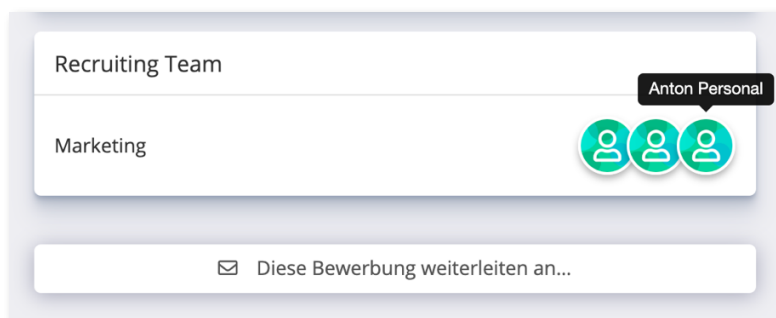 Recruiting Team
Anton Personal
Marketing
Diese Bewerbung weiterleiten an...